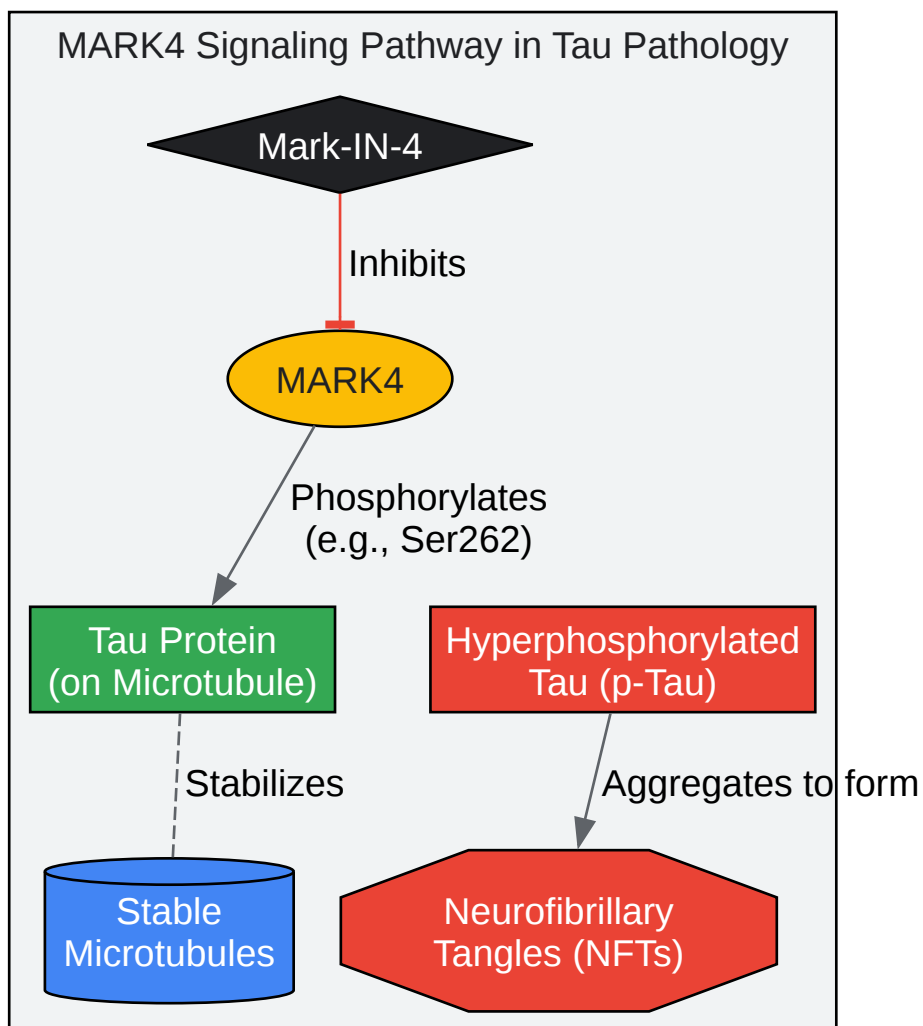 MARK4 Signaling Pathway in Tau Pathology
Mark-IN-4
Inhibits
MARK4
Phosphorylates
(e.g., Ser262)
Tau Protein
(on Microtubule)
Hyperphosphorylated
Tau (p-Tau)
Stabilizes
Aggregates to form
Stable
Microtubules
Neurofibrillary
Tangles (NFTs)